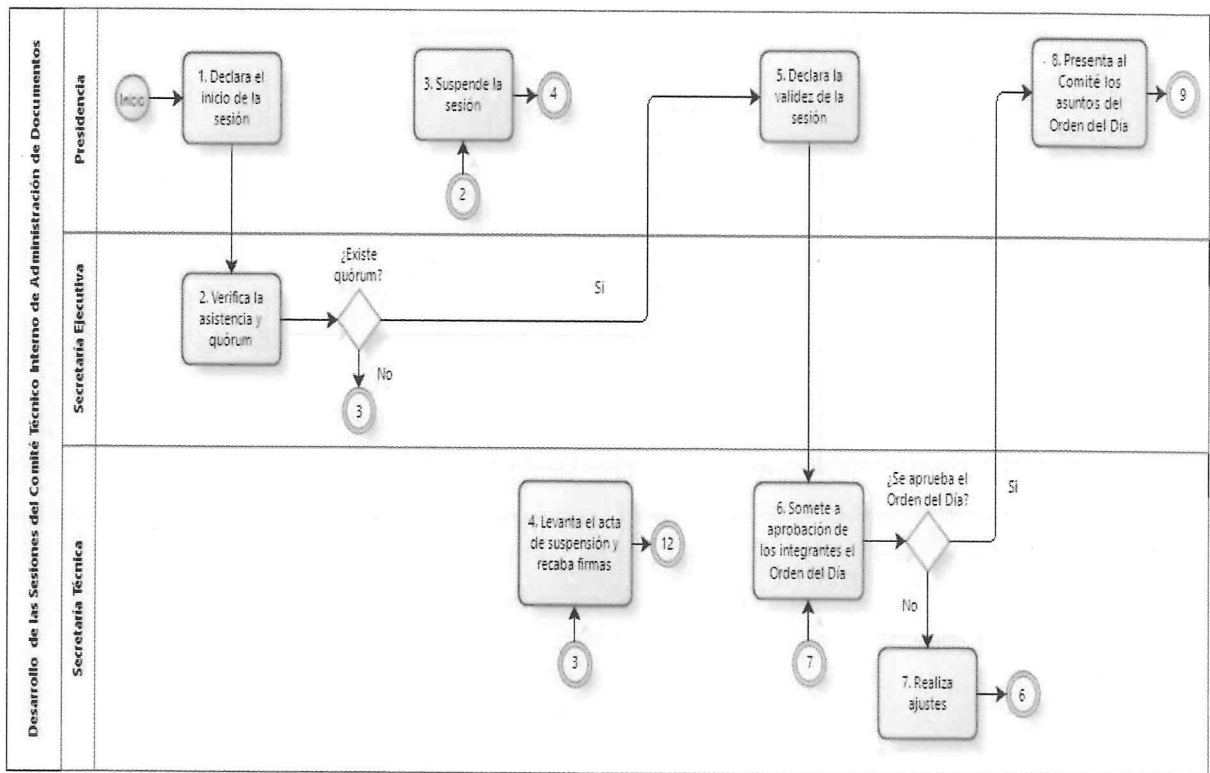 Desarrollo de las Sesiones del Comité Técnico Interno de Administración de Documentos
Presidencia
Inicio
1. Declara el
inicio de la
sesión
3. Suspende la
sesión
4
2
5. Declara la
validez de la
sesión
8. Presenta al
Comité los
asuntos del
Orden del Día
9
Secretaría Ejecutiva
2. Verifica la
asistencia y
quórum
¿Existe
quórum?
Si
No
3
Secretaría Técnica
4. Levanta el acta
de suspensión y
recaba firmas
12
3
6. Somete a
aprobación de
los integrantes el
Orden del Día
7
¿Se aprueba el
Orden del Día?
Si
No
7. Realiza
ajustes
6